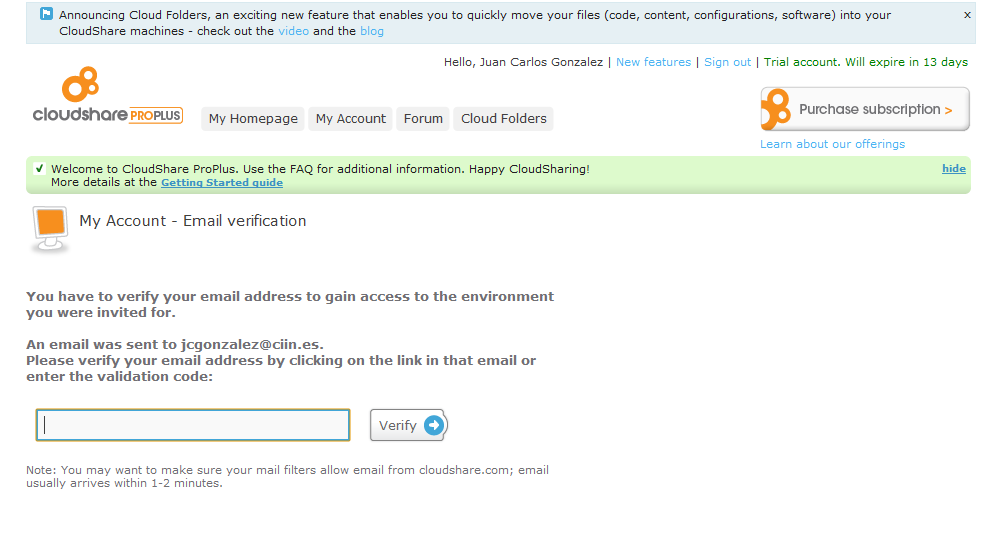 Announcing Cloud Folders, an exciting new feature that enables you to quickly move your files (code, content, configurations, software) into your x
CloudShare machines - check out the video and the blog
Hello, Juan Carlos Gonzalez | New features | Sign out | Trial account. Will expire in 13 days
cloudshare PROPLUS
My Homepage My Account Forum Cloud Folders
Purchase subscription >
Learn about our offerings
Welcome to CloudShare ProPlus. Use the FAQ for additional information. Happy CloudSharing! hide
More details at the Getting Started guide
My Account - Email verification
You have to verify your email address to gain access to the environment
you were invited for.
An email was sent to jcgonzalez@ciin.es.
Please verify your email address by clicking on the link in that email or
enter the validation code:
Verify
Note: You may want to make sure your mail filters allow email from cloudshare.com; email
usually arrives within 1-2 minutes.